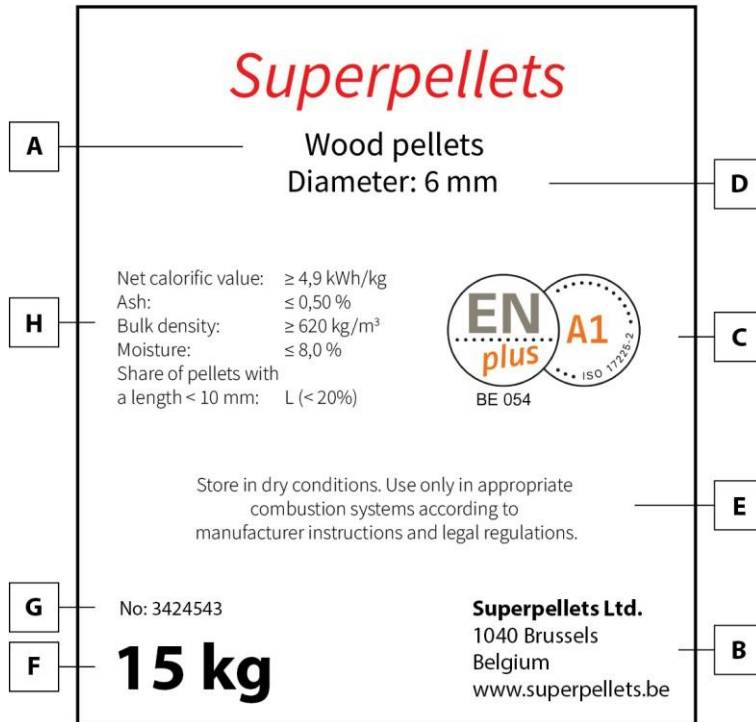 Superpellets
A
Wood pellets
Diameter: 6 mm
D
H
Net calorific value: ≥ 4,9 kWh/kg
Ash: ≤ 0,50 %
Bulk density: ≥ 620 kg/m³
Moisture: ≤ 8,0 %
Share of pellets with
a length < 10 mm: L (< 20%)
EN
plus
A1
ISO 17225-2
BE 054
C
Store in dry conditions. Use only in appropriate
combustion systems according to
manufacturer instructions and legal regulations.
E
G
No: 3424543
F
15 kg
Superpellets Ltd.
1040 Brussels
Belgium
www.superpellets.be
B